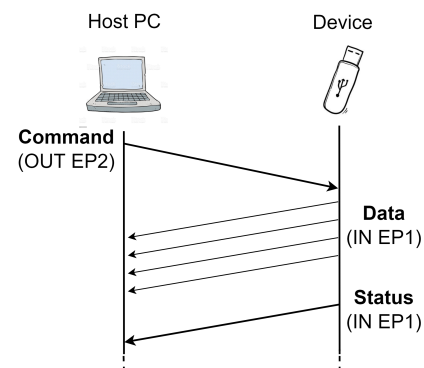 Host PC
Device
Command
(OUT EP2)
Data
(IN EP1)
Status
(IN EP1)